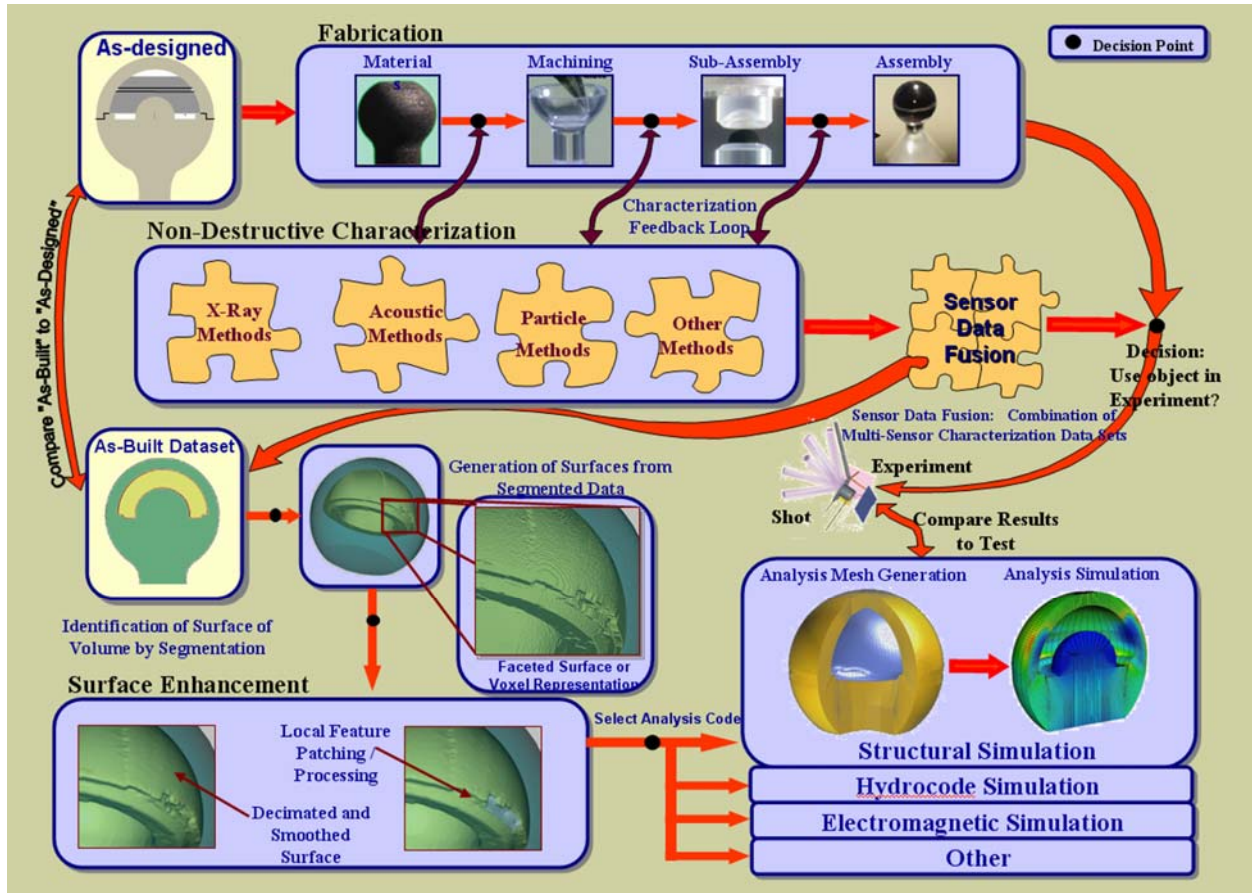 As-designed
Fabrication
Decision Point
Material
s
Machining
Sub-Assembly
Assembly
Characterization
Feedback Loop
Non-Destructive Characterization
X-Ray
Methods
Acoustic
Methods
Particle
Methods
Other
Methods
Sensor
Data
Fusion
Decision:
Use object in
Experiment?
Compare "As-Built" to "As-Designed"
Sensor Data Fusion: Combination of
Multi-Sensor Characterization Data Sets
As-Built Dataset
Generation of Surfaces from
Segmented Data
Experiment
Shot
Compare Results
to Test
Identification of Surface of
Volume by Segmentation
Faceted Surface or
Voxel Representation
Analysis Mesh Generation
Analysis Simulation
Surface Enhancement
Local Feature
Patching /
Processing
Decimated and
Smoothed
Surface
Select Analysis Code
Structural Simulation
Hydrocode Simulation
Electromagnetic Simulation
Other